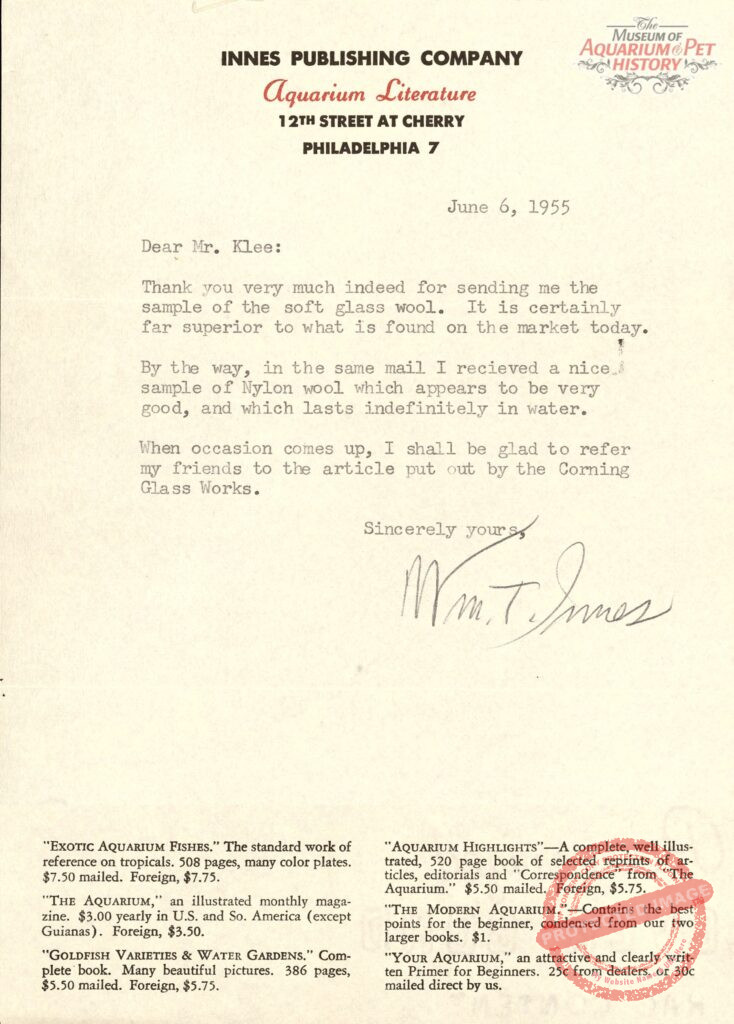 The
MUSEUM OF
AQUARIUM & PET
HISTORY
INNES PUBLISHING COMPANY
Aquarium Literature
12TH STREET AT CHERRY
PHILADELPHIA 7
June 6, 1955
Dear Mr. Klee:
Thank you very much indeed for sending me the
sample of the soft glass wool. It is certainly
far superior to what is found on the market today.
By the way, in the same mail I recieved a nice
sample of Nylon wool which appears to be very
good, and which lasts indefinitely in water.
When occasion comes up, I shall be glad to refer
my friends to the article put out by the Corning
Glass Works.
Sincerely yours,
Wm. T. Innes
"EXOTIC AQUARIUM FISHES." The standard work of
reference on tropicals. 508 pages, many color plates.
$7.50 mailed. Foreign, $7.75.
"THE AQUARIUM," an illustrated monthly maga-
zine. $3.00 yearly in U.S. and So. America (except
Guianas). Foreign, $3.50.
"GOLDFISH VARIETIES & WATER GARDENS." Com-
plete book. Many beautiful pictures. 386 pages,
$5.50 mailed. Foreign, $5.75.
"AQUARIUM HIGHLIGHTS"—A complete, well illus-
trated, 520 page book of selected reprints of ar-
ticles, editorials and "Correspondence" from "The
Aquarium." $5.50 mailed. Foreign, $5.75.
"THE MODERN AQUARIUM."—Contains the best
points for the beginner, condensed from our two
larger books. $1.
"YOUR AQUARIUM," an attractive and clearly writ-
ten Primer for Beginners. 25c from dealers, or 30c
mailed direct by us.
PROTECTED IMAGE